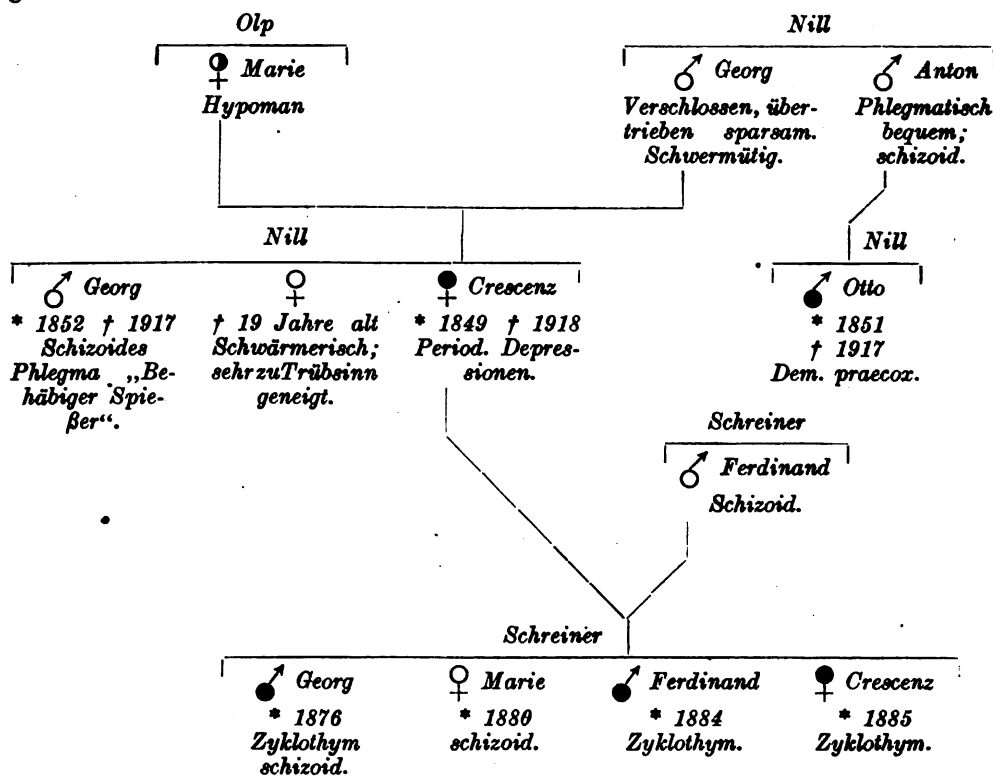 Olp
Nill
Marie
Hypoman
Georg
Verschlossen, über-
trieben sparsam.
Schwermütig.
Anton
Phlegmatisch
bequem;
schizoid.
Nill
Georg
* 1852 † 1917
Schizoides
Phlegma „Be-
häbiger Spie-
ßer“.
† 19 Jahre alt
Schwärmerisch;
sehr zu Trübsinn
geneigt.
Crescenz
* 1849 † 1918
Period. Depres-
sionen.
Nill
Otto
* 1851
† 1917
Dem. praecox.
Schreiner
Ferdinand
Schizoid.
Schreiner
Georg
* 1876
Zyklothym
schizoid.
Marie
* 1880
schizoid.
Ferdinand
* 1884
Zyklothym.
Crescenz
* 1885
Zyklothym.